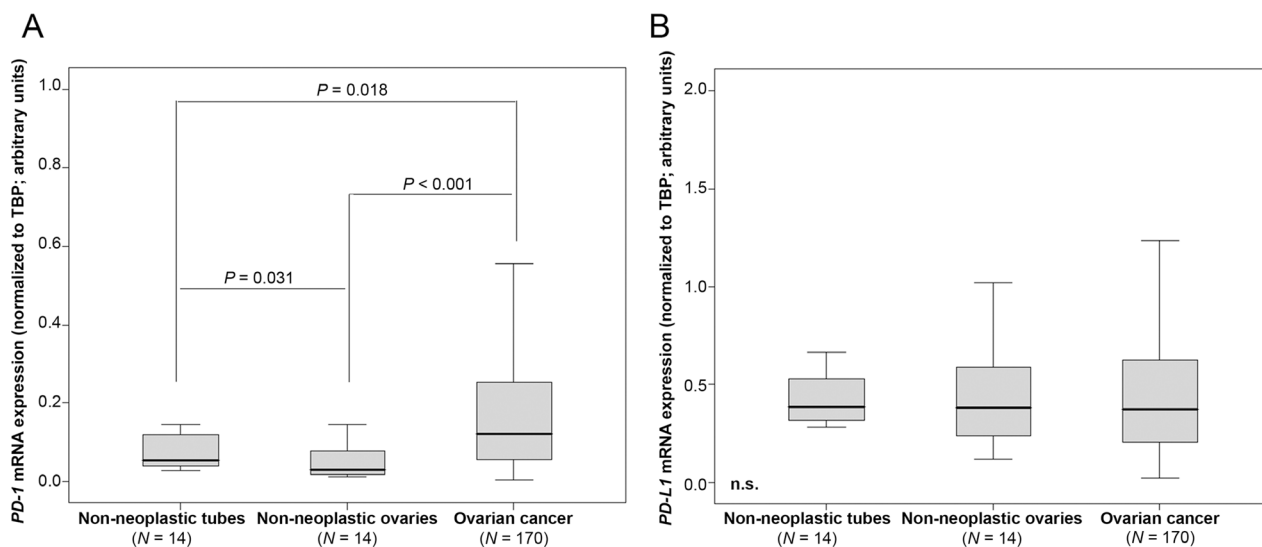 A
PD-1 mRNA expression (normalized to TBP; arbitrary units)
1.0
0.8
0.6
0.4
0.2
0.0
P = 0.018
P < 0.001
P = 0.031
Non-neoplastic tubes
(N = 14)
Non-neoplastic ovaries
(N = 14)
Ovarian cancer
(N = 170)
B
PD-L1 mRNA expression (normalized to TBP; arbitrary units)
2.0
1.5
1.0
0.5
0.0
n.s.
Non-neoplastic tubes
(N = 14)
Non-neoplastic ovaries
(N = 14)
Ovarian cancer
(N = 170)